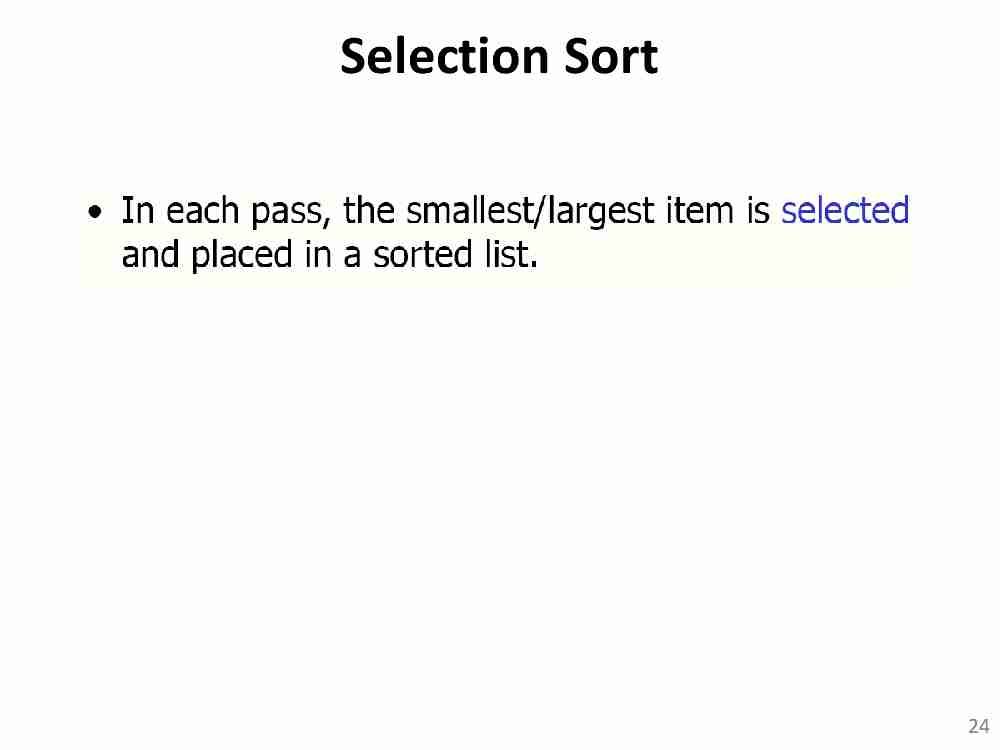 Selection Sort
• In each pass, the smallest/largest item is selected
and placed in a sorted list.
24